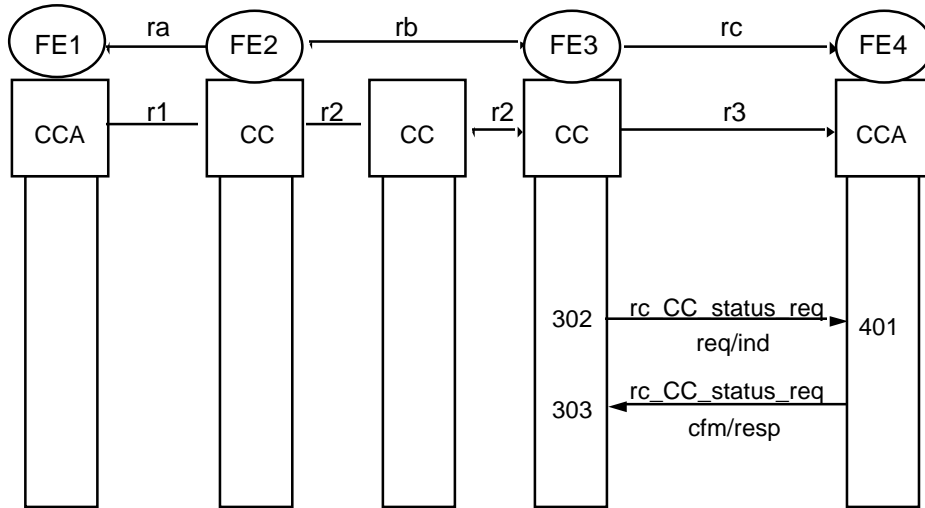 FE1 ra FE2 rb FE3 rc FE4
CCA r1 CC r2 CC r2 CC r3 CCA
302 rc_CC_status_req 401
req/ind
303 rc_CC_status_req
cfm/resp